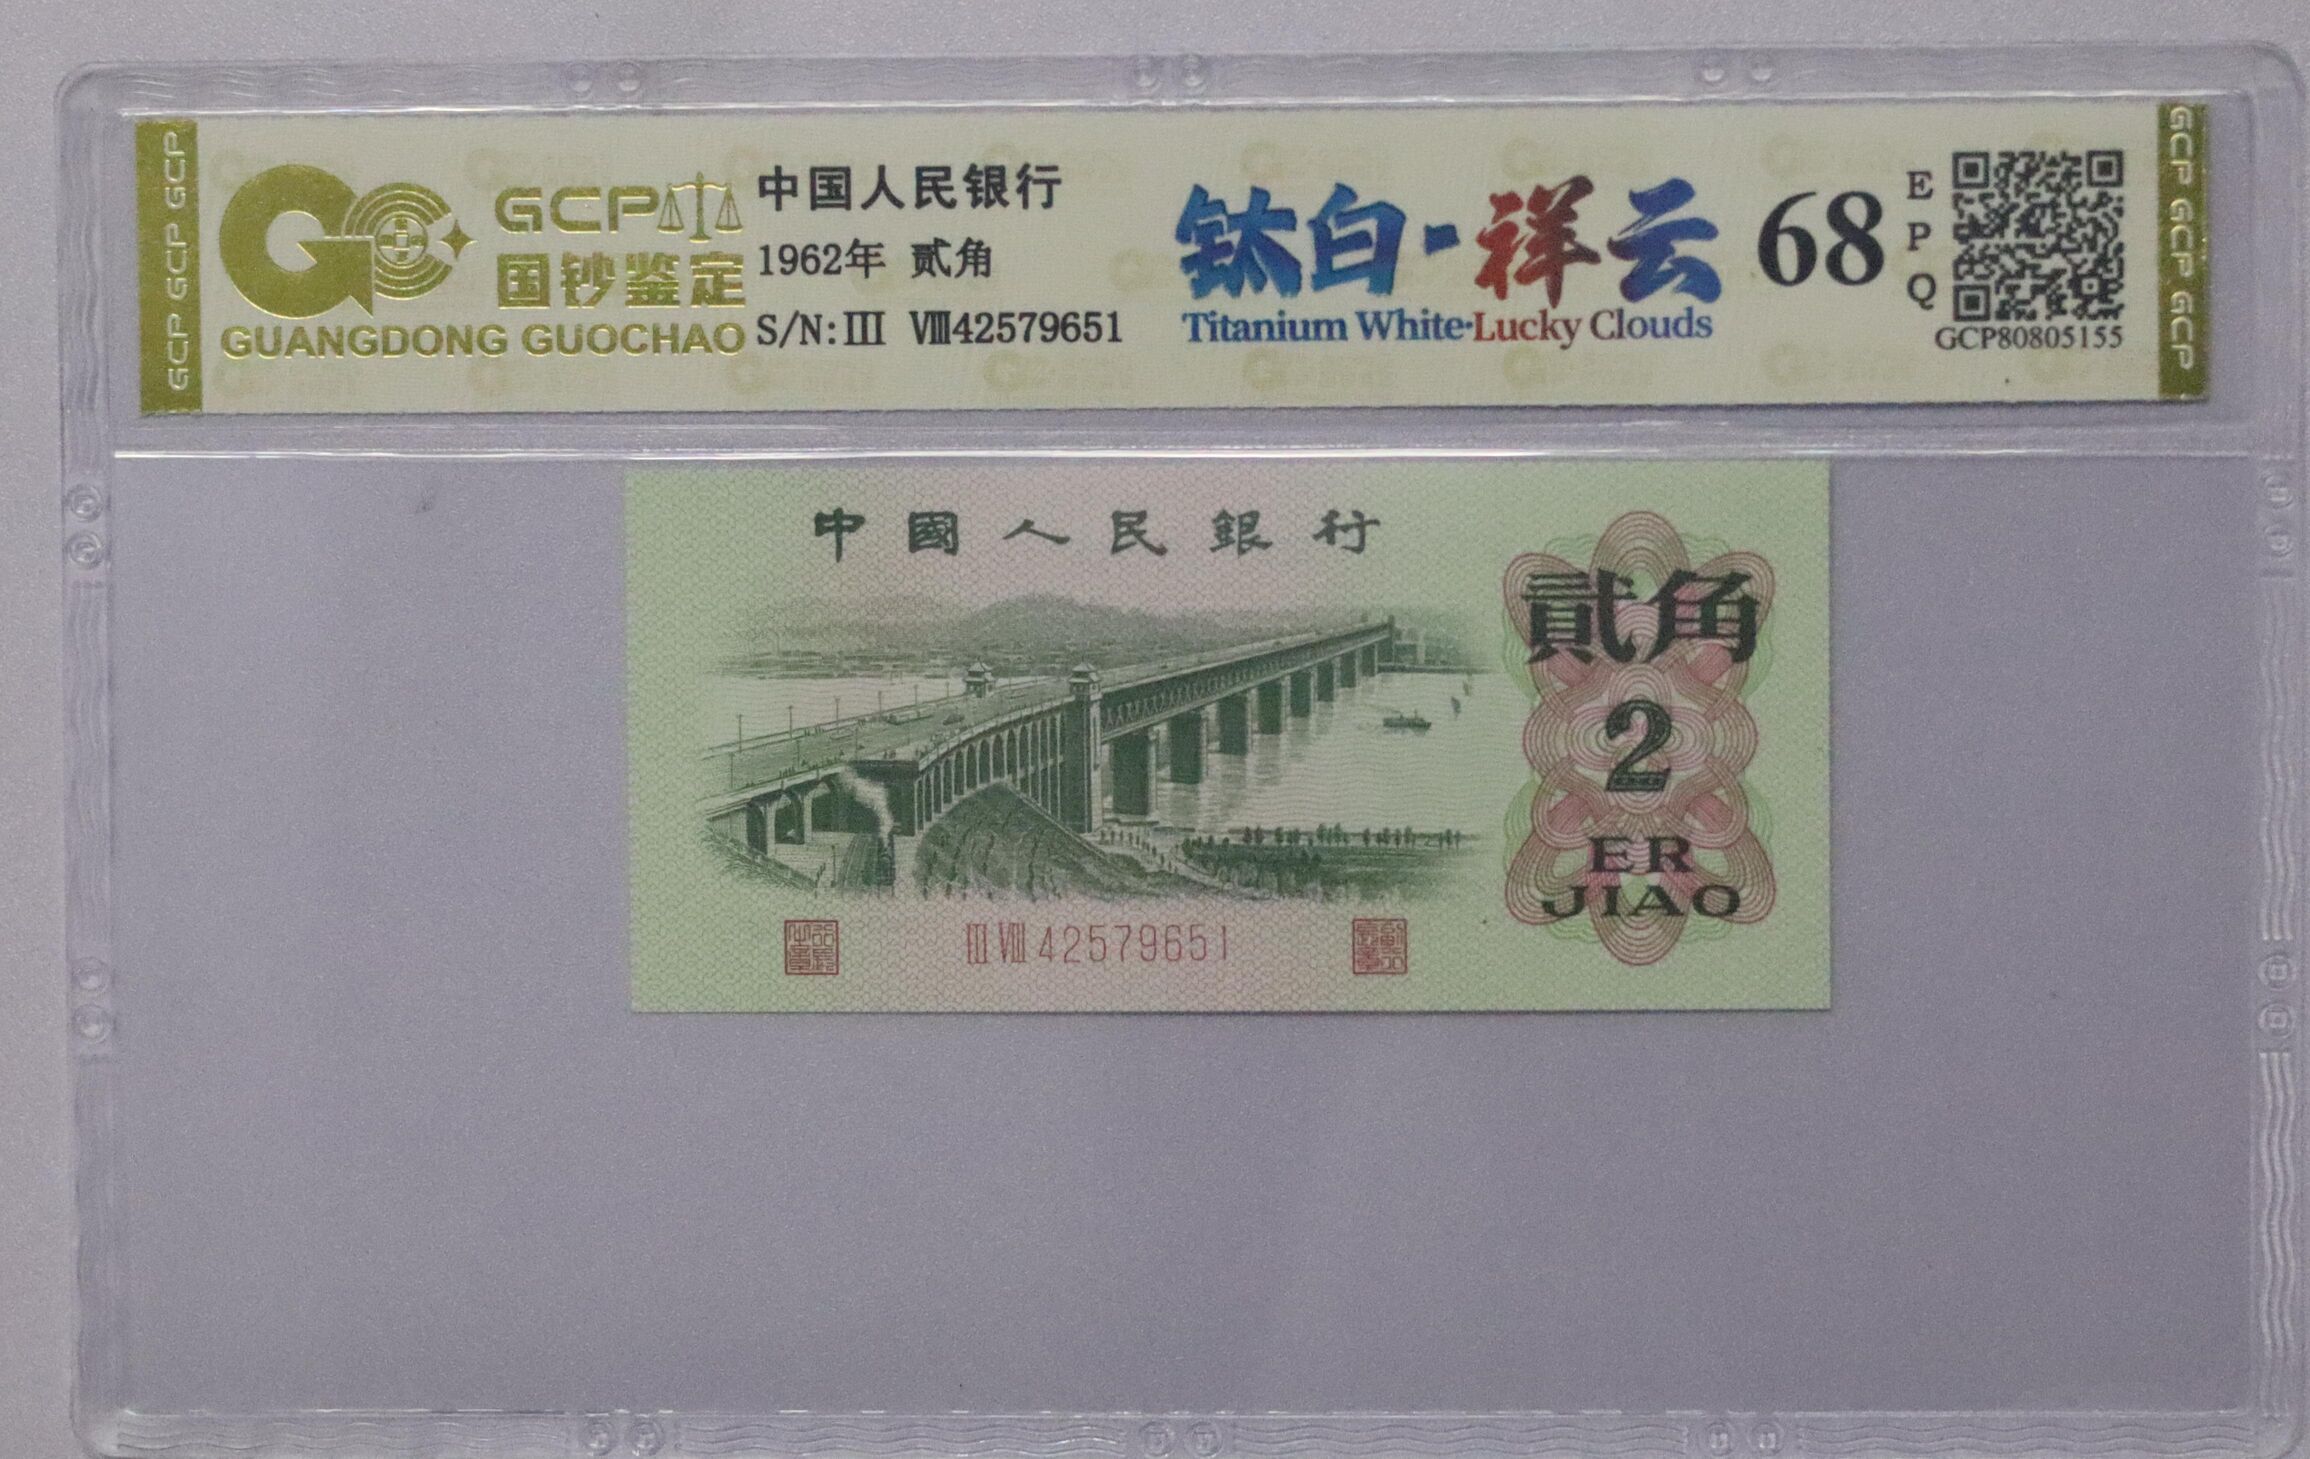 GCP GCP GCP
GCP
国钞鉴定
GUANGDONG GUOCHAO
中国人民银行
1962年 贰角
S/N:III VIII42579651
钛白-祥云
Titanium White·Lucky Clouds
68
EPQ
GCP80805155
GCP GCP GCP
中國人民銀行
貳角
2
ER
JIAO
III VIII 42579651